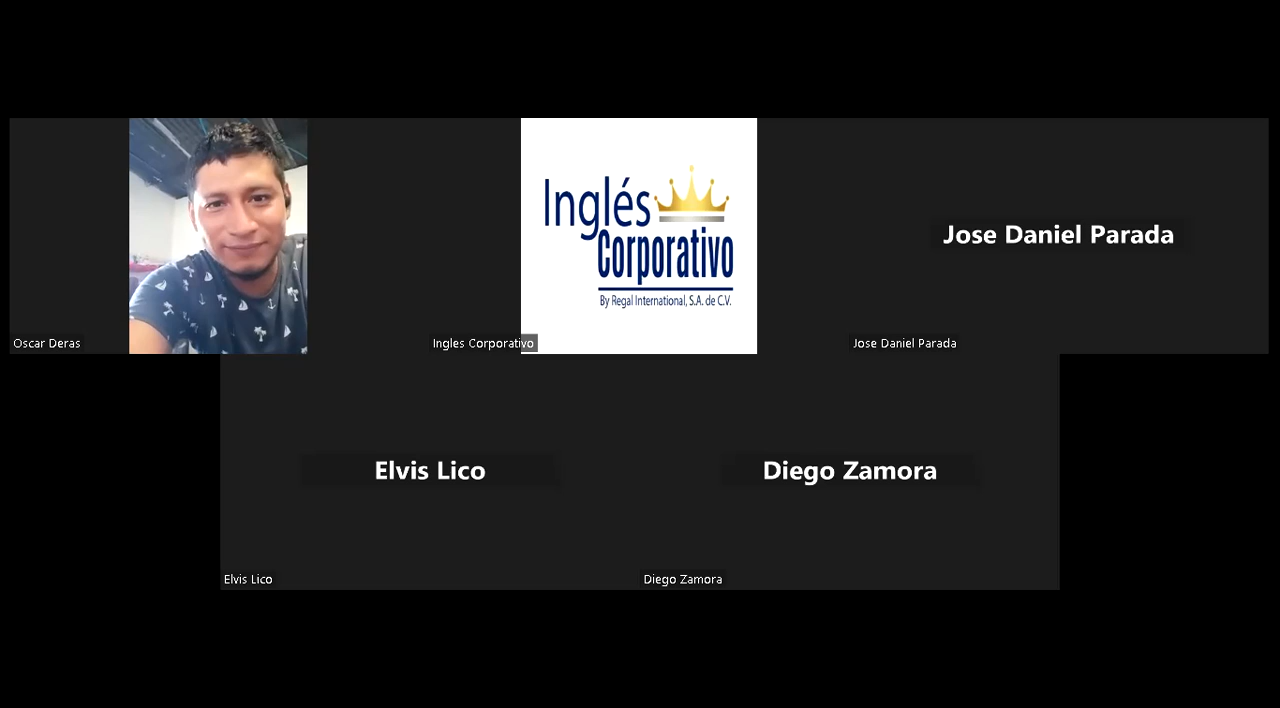 Inglés
Corporativo
By Regal International, S.A. de C.V.
Jose Daniel Parada
Oscar Deras
Ingles Corporativo
Jose Daniel Parada
Elvis Lico
Diego Zamora
Elvis Lico
Diego Zamora